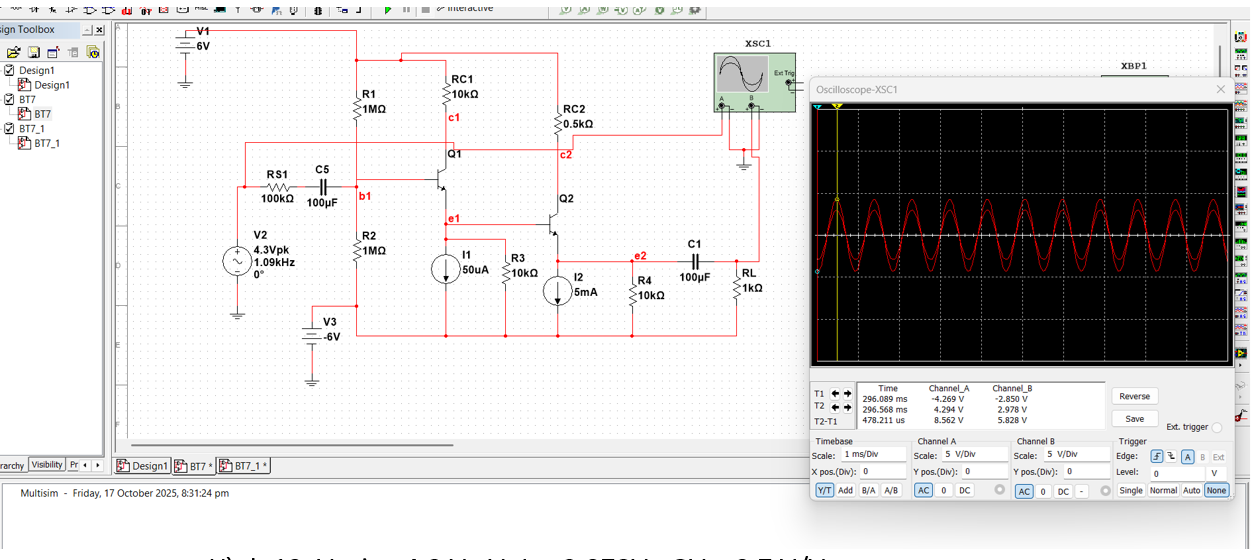 Interactive
sign Toolbox
Design1
Design1
BT7
BT7
BT7_1
BT7_1
V1
6V
R1
1MΩ
RC1
10kΩ
c1
RC2
0.5kΩ
c2
Q1
RS1
100kΩ
C5
100μF
b1
V2
4.3Vpk
1.09kHz
0°
R2
1MΩ
e1
Q2
I1
50uA
R3
10kΩ
I2
5mA
e2
R4
10kΩ
C1
100μF
RL
1kΩ
V3
-6V
XSC1
Ext Trig
A
B
XBP1
Oscilloscope-XSC1
Time Channel_A Channel_B
T1 296.089 ms -4.269 V -2.850 V
T2 296.568 ms 4.294 V 2.978 V
T2-T1 478.211 us 8.562 V 5.828 V
Reverse
Save
Ext. trigger
Timebase
Scale: 1 ms/Div
X pos.(Div): 0
Y/T Add B/A A/B
Channel A
Scale: 5 V/Div
Y pos.(Div): 0
AC 0 DC
Channel B
Scale: 5 V/Div
Y pos.(Div): 0
AC 0 DC -
Trigger
Edge: A B Ext
Level: 0 V
Single Normal Auto None
rarchy Visibility Pr
Design1 BT7 * BT7_1 *
Multisim - Friday, 17 October 2025, 8:31:24 pm